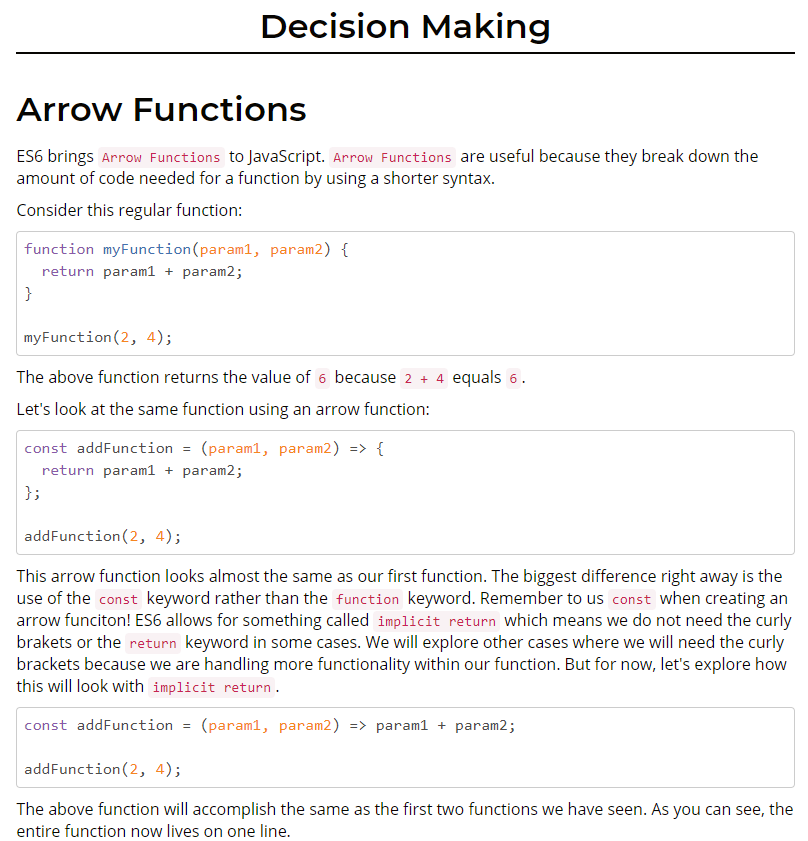 Decision Making
Arrow Functions
ES6 brings Arrow Functions to JavaScript. Arrow Functions are useful because they break down the
amount of code needed for a function by using a shorter syntax.
Consider this regular function:
function myFunction(param1, param2) {
  return param1 + param2;
}
myFunction(2, 4);
The above function returns the value of 6 because 2 + 4 equals 6.
Let's look at the same function using an arrow function:
const addFunction = (param1, param2) => {
  return param1 + param2;
};
addFunction(2, 4);
This arrow function looks almost the same as our first function. The biggest difference right away is the
use of the const keyword rather than the function keyword. Remember to us const when creating an
arrow funciton! ES6 allows for something called implicit return which means we do not need the curly
brakets or the return keyword in some cases. We will explore other cases where we will need the curly
brackets because we are handling more functionality within our function. But for now, let's explore how
this will look with implicit return.
const addFunction = (param1, param2) => param1 + param2;
addFunction(2, 4);
The above function will accomplish the same as the first two functions we have seen. As you can see, the
entire function now lives on one line.